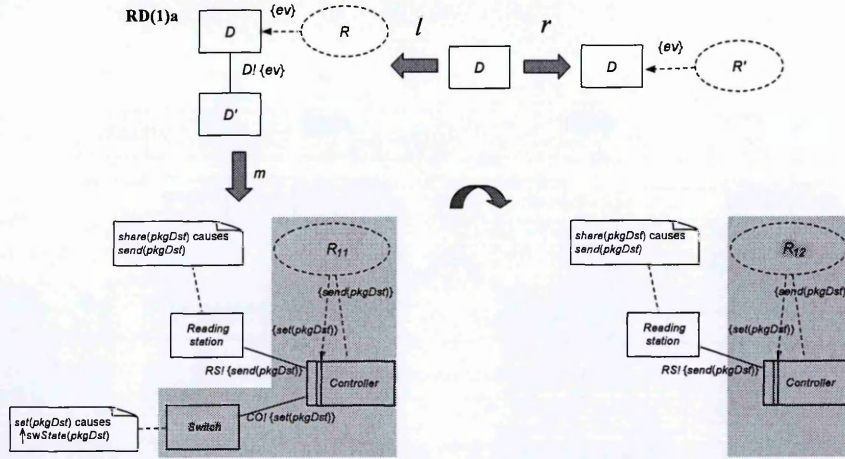 RD(1)a
D
{ev}
R
D! {ev}
D'
l
D
r
D
{ev}
R'
m
share(pkgDst) causes
send(pkgDst)
R11
{send(pkgDst)}
{set(pkgDst)}
Reading
station
RS! {send(pkgDst)}
Controller
Switch
CO! {set(pkgDst)}
set(pkgDst) causes
↑swState(pkgDst)
share(pkgDst) causes
send(pkgDst)
R12
{send(pkgDst)}
{set(pkgDst)}
Reading
station
RS! {send(pkgDst)}
Controller